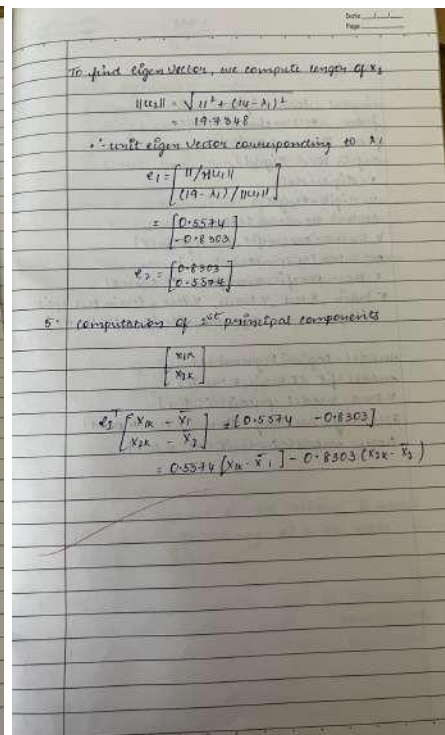 Date
Page
To find eigen vector, we compute length of x₁
||u₁|| = √11² + (14 - λ₁)²
= 19.7348
∴ unit eigen vector corresponding to λ₁
e₁ = [11/||u₁||
(14 - λ₁)/||u₁||]
= [0.5574
-0.8303]
e₂ = [0.8303
0.5574]
5. computation of 1st principal components
[x1k
x2k]
e₁ᵀ [x1k - x̄1
x2k - x̄2] = [0.5574 -0.8303]
= 0.5574 [x1k - x̄1] - 0.8303 (x2k - x̄2)